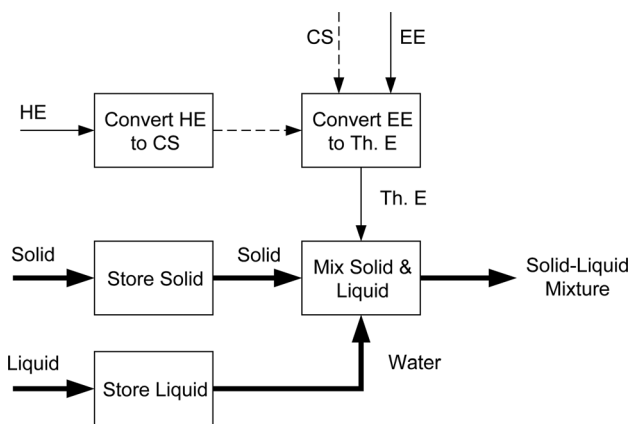 CS
EE
HE
Convert HE
to CS
Convert EE
to Th. E
Th. E
Solid
Store Solid
Solid
Mix Solid &
Liquid
Solid-Liquid
Mixture
Liquid
Store Liquid
Water